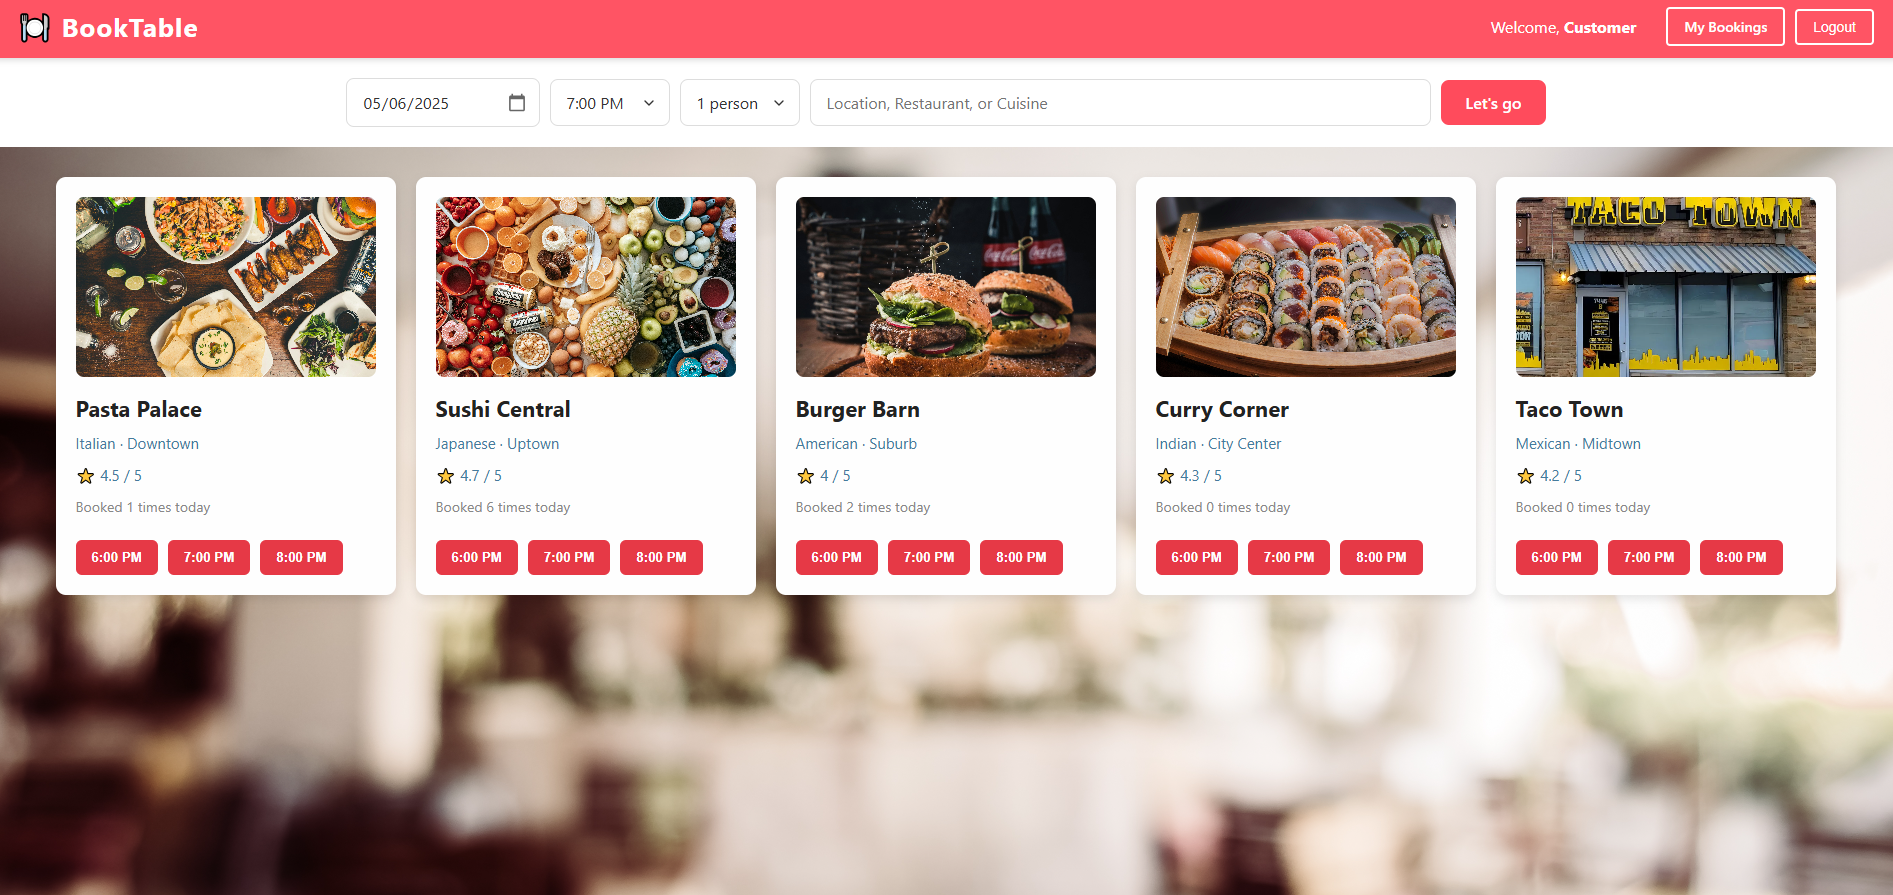 BookTable
Welcome, Customer
My Bookings
Logout
05/06/2025
7:00 PM
1 person
Location, Restaurant, or Cuisine
Let's go
Coca-Cola
TACO TOWN
Pasta Palace
Italian · Downtown
4.5 / 5
Booked 1 times today
6:00 PM 7:00 PM 8:00 PM
Sushi Central
Japanese · Uptown
4.7 / 5
Booked 6 times today
6:00 PM 7:00 PM 8:00 PM
Burger Barn
American · Suburb
4 / 5
Booked 2 times today
6:00 PM 7:00 PM 8:00 PM
Curry Corner
Indian · City Center
4.3 / 5
Booked 0 times today
6:00 PM 7:00 PM 8:00 PM
Taco Town
Mexican · Midtown
4.2 / 5
Booked 0 times today
6:00 PM 7:00 PM 8:00 PM